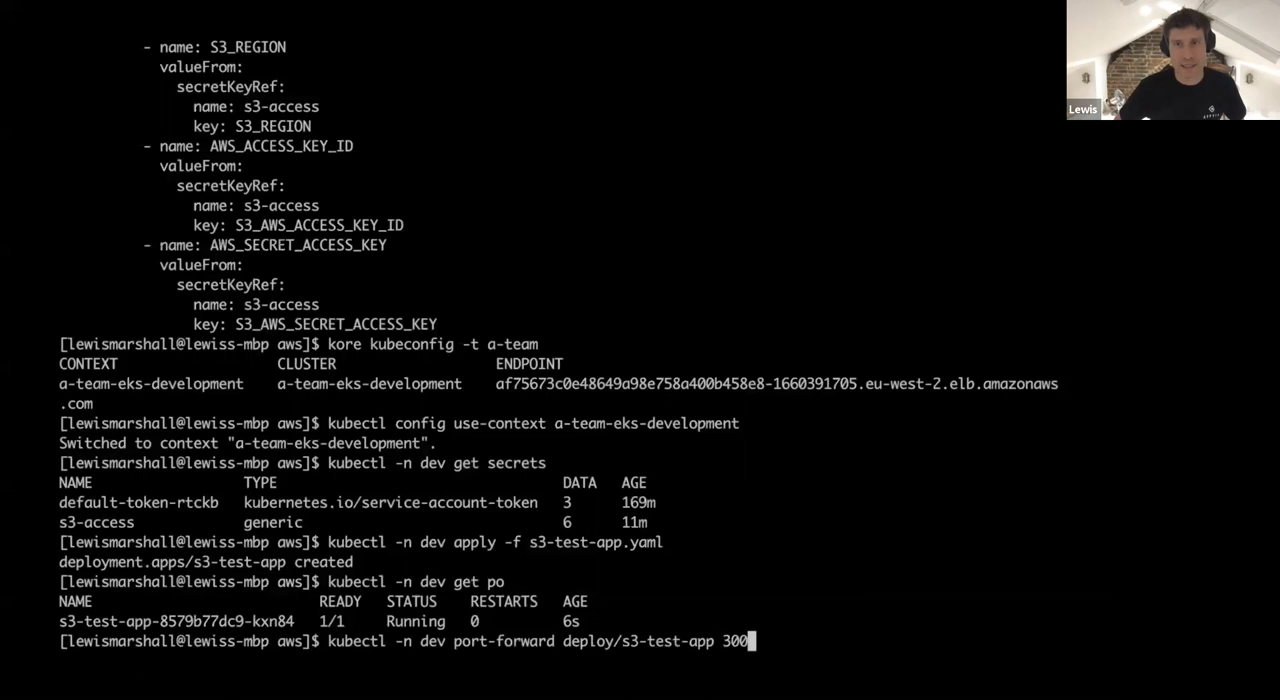 - name: S3_REGION
valueFrom:
secretKeyRef:
name: s3-access
key: S3_REGION
- name: AWS_ACCESS_KEY_ID
valueFrom:
secretKeyRef:
name: s3-access
key: S3_AWS_ACCESS_KEY_ID
- name: AWS_SECRET_ACCESS_KEY
valueFrom:
secretKeyRef:
name: s3-access
key: S3_AWS_SECRET_ACCESS_KEY
[lewismarshall@lewiss-mbp aws]$ kore kubeconfig -t a-team
CONTEXT CLUSTER ENDPOINT
a-team-eks-development a-team-eks-development af75673c0e48649a98e758a400b458e8-1660391705.eu-west-2.elb.amazonaws
.com
[lewismarshall@lewiss-mbp aws]$ kubectl config use-context a-team-eks-development
Switched to context "a-team-eks-development".
[lewismarshall@lewiss-mbp aws]$ kubectl -n dev get secrets
NAME TYPE DATA AGE
default-token-rtckb kubernetes.io/service-account-token 3 169m
s3-access generic 6 11m
[lewismarshall@lewiss-mbp aws]$ kubectl -n dev apply -f s3-test-app.yaml
deployment.apps/s3-test-app created
[lewismarshall@lewiss-mbp aws]$ kubectl -n dev get po
NAME READY STATUS RESTARTS AGE
s3-test-app-8579b77dc9-kxn84 1/1 Running 0 6s
[lewismarshall@lewiss-mbp aws]$ kubectl -n dev port-forward deploy/s3-test-app 300
Lewis